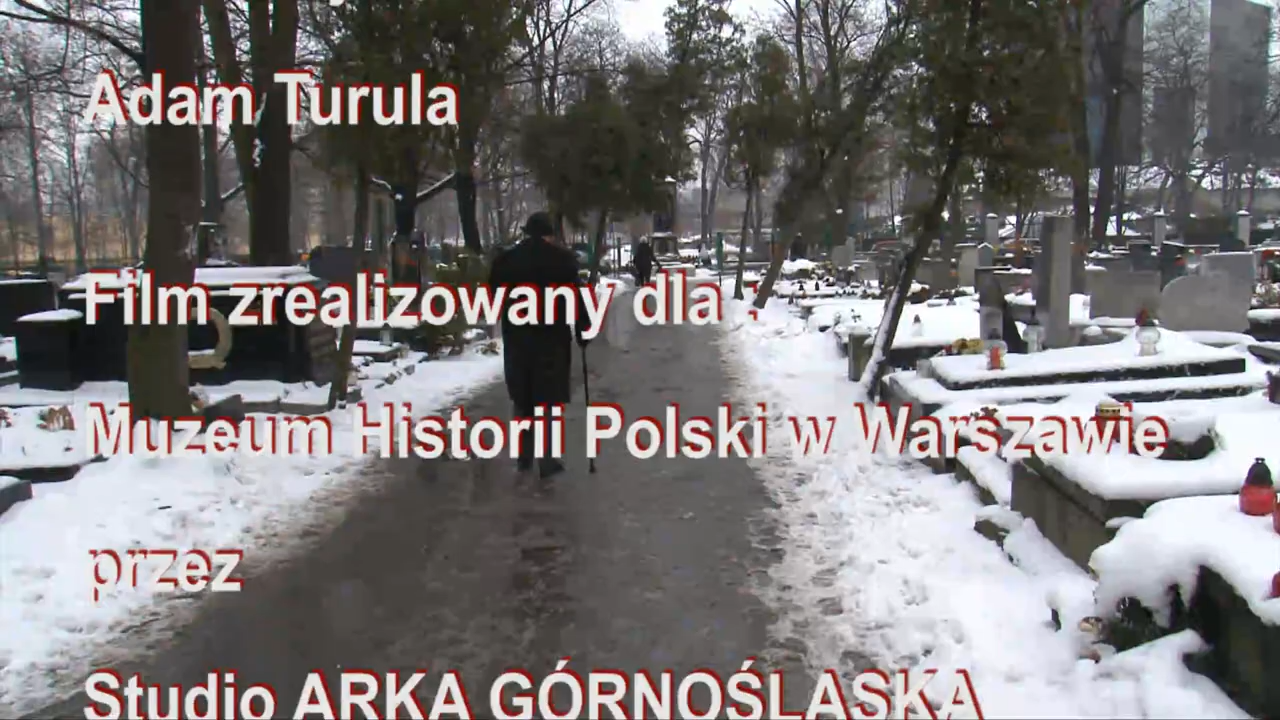 Adam Turula
Film zrealizowany dla :
Muzeum Historii Polski w Warszawie
przez
Studio ARKA GÓRNOŚLASKA